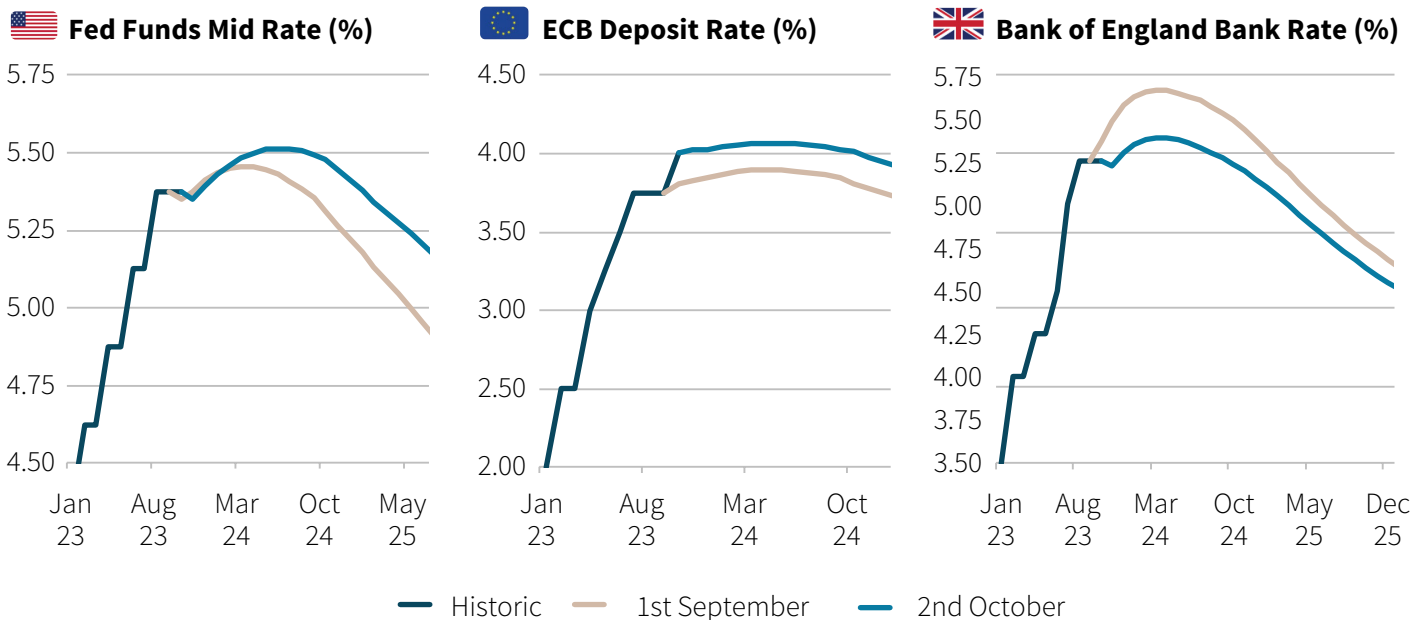 Fed Funds Mid Rate (%)
5.75
5.50
5.25
5.00
4.75
4.50
Jan 23
Aug 23
Mar 24
Oct 24
May 25
ECB Deposit Rate (%)
4.50
4.00
3.50
3.00
2.50
2.00
Jan 23
Aug 23
Mar 24
Oct 24
Bank of England Bank Rate (%)
5.75
5.50
5.25
5.00
4.75
4.50
4.25
4.00
3.75
3.50
Jan 23
Aug 23
Mar 24
Oct 24
May 25
Dec 25
Historic
1st September
2nd October